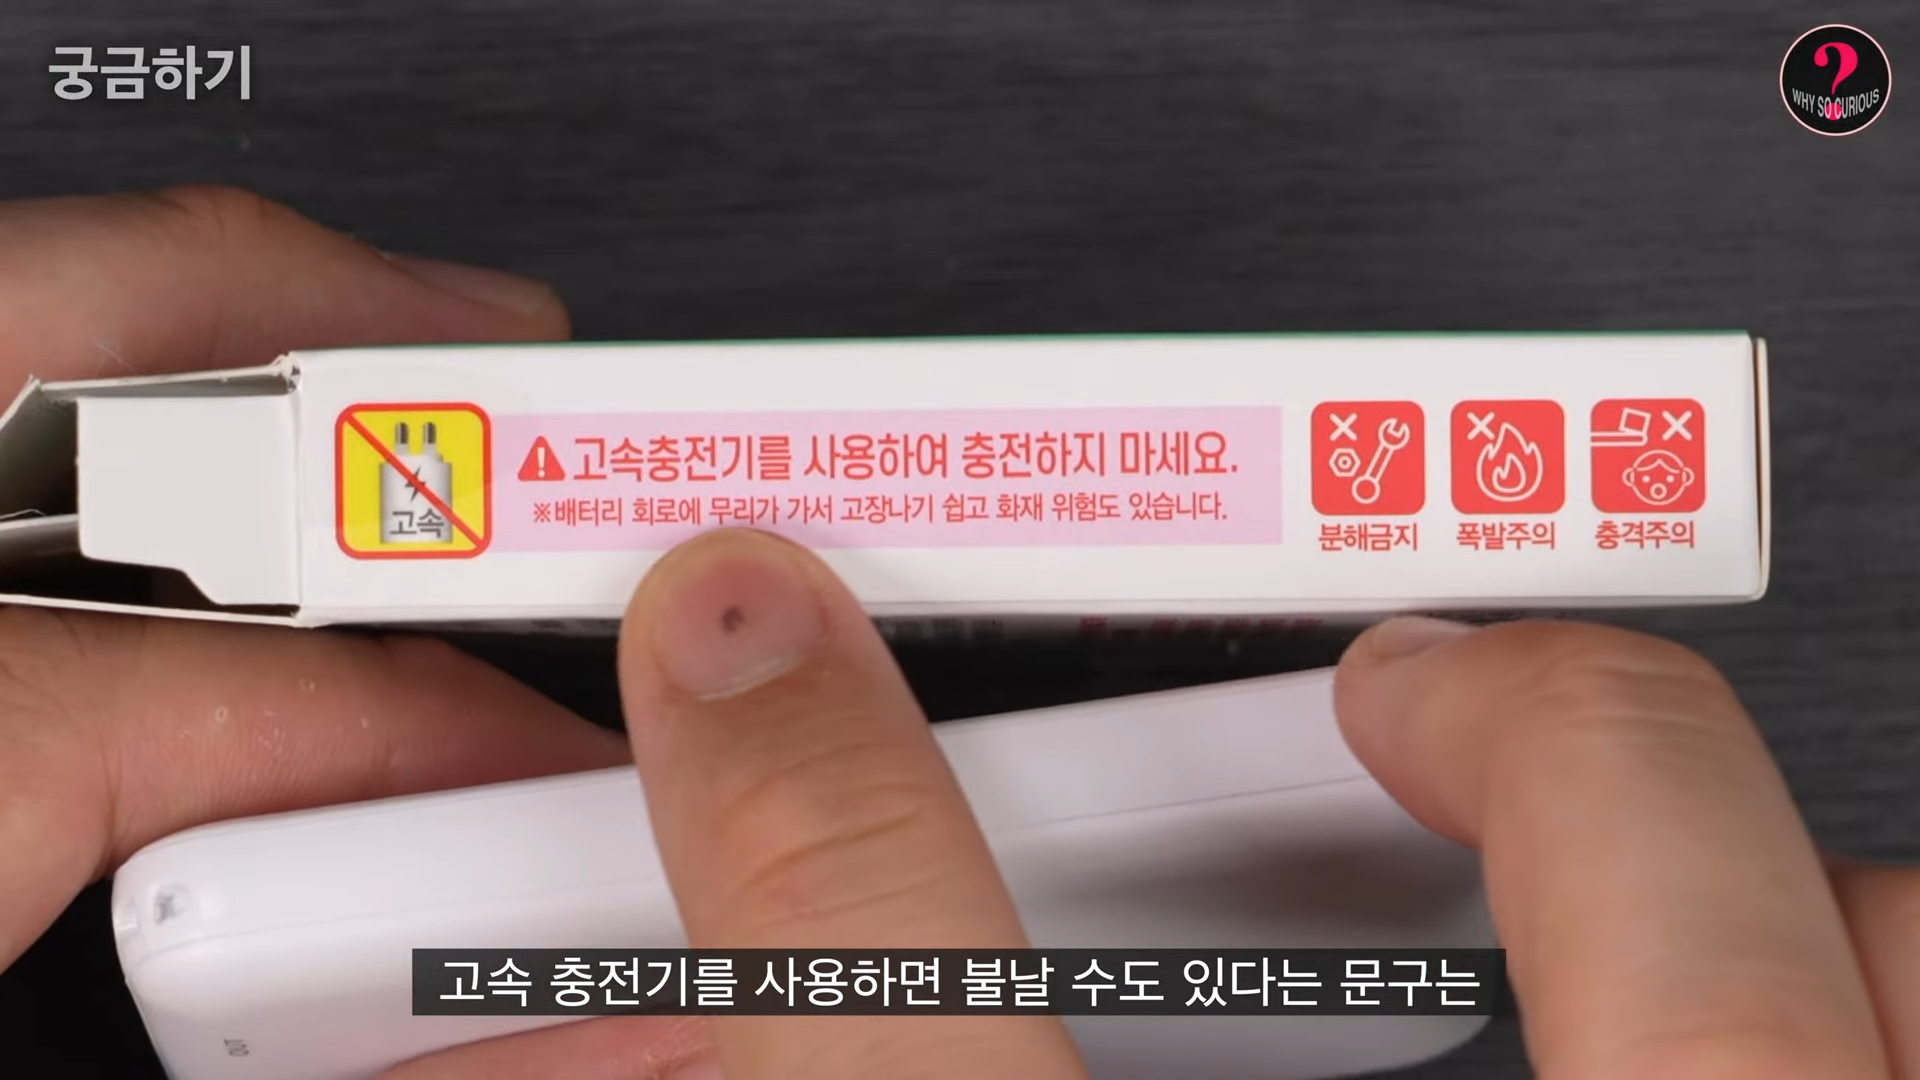 궁금하기
WHY SO CURIOUS
고속충전기를 사용하여 충전하지 마세요.
※배터리 회로에 무리가 가서 고장나기 쉽고 화재 위험도 있습니다.
고속
분해금지
폭발주의
충격주의
OUT
고속 충전기를 사용하면 불날 수도 있다는 문구는